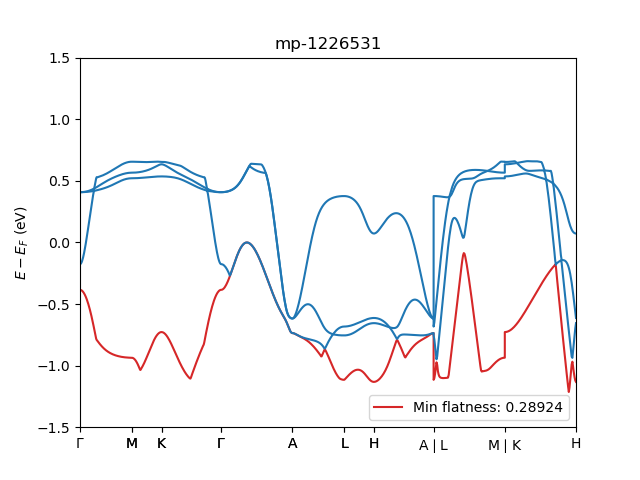 mp-1226531
1.5
1.0
0.5
0.0
−0.5
−1.0
−1.5
E − E_F (eV)
Min flatness: 0.28924
Γ M K Γ A L H A | L M | K H